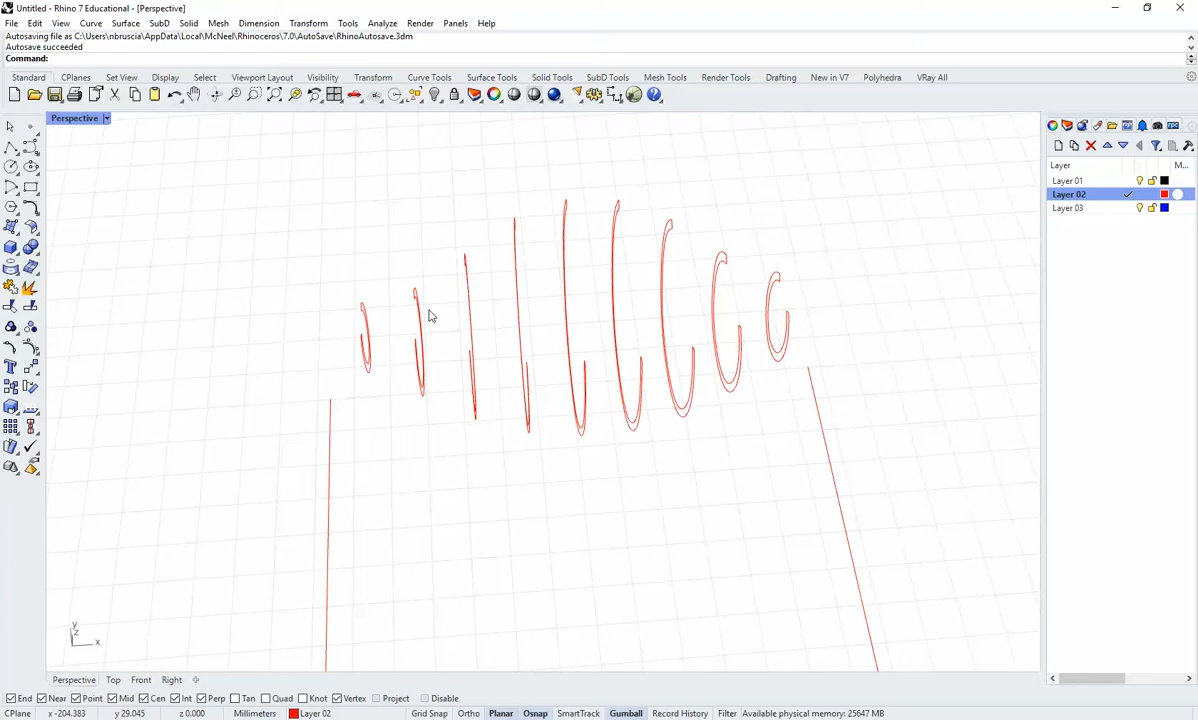 Untitled - Rhino 7 Educational - [Perspective]
File Edit View Curve Surface SubD Solid Mesh Dimension Transform Tools Analyze Render Panels Help
Autosaving file as C:\Users\nbruscia\AppData\Local\McNeel\Rhinoceros\7.0\AutoSave\RhinoAutosave.3dm
Autosave succeeded
Command:
Standard CPlanes Set View Display Select Viewport Layout Visibility Transform Curve Tools Surface Tools Solid Tools SubD Tools Mesh Tools Render Tools Drafting New in V7 Polyhedra VRay All
Perspective
Layer M...
Layer 01
Layer 02
Layer 03
y
z
x
Perspective Top Front Right
End Near Point Mid Cen Int Perp Tan Quad Knot Vertex Project Disable
CPlane x -204.383 y 29.045 z 0.000 Millimeters Layer 02 Grid Snap Ortho Planar Osnap SmartTrack Gumball Record History Filter Available physical memory: 25647 MB